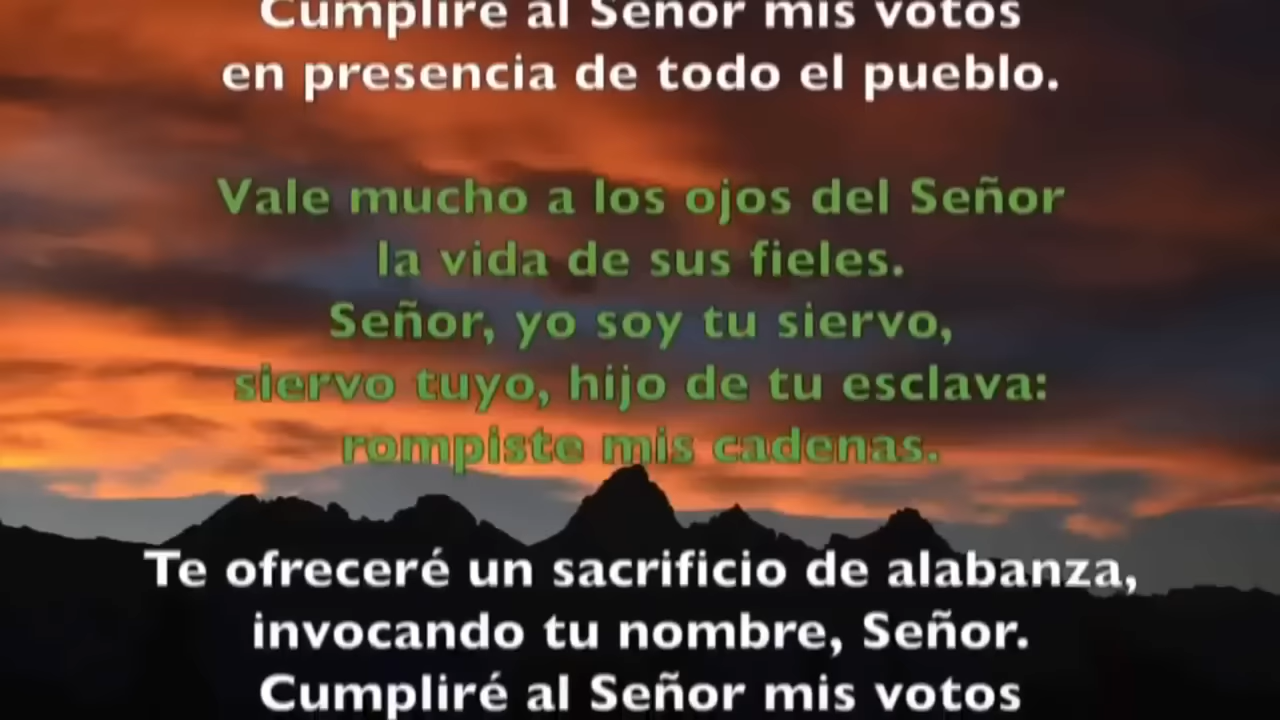 Cumpliré al Señor mis votos
en presencia de todo el pueblo.
Vale mucho a los ojos del Señor
la vida de sus fieles.
Señor, yo soy tu siervo,
siervo tuyo, hijo de tu esclava:
rompiste mis cadenas.
Te ofreceré un sacrificio de alabanza,
invocando tu nombre, Señor.
Cumpliré al Señor mis votos